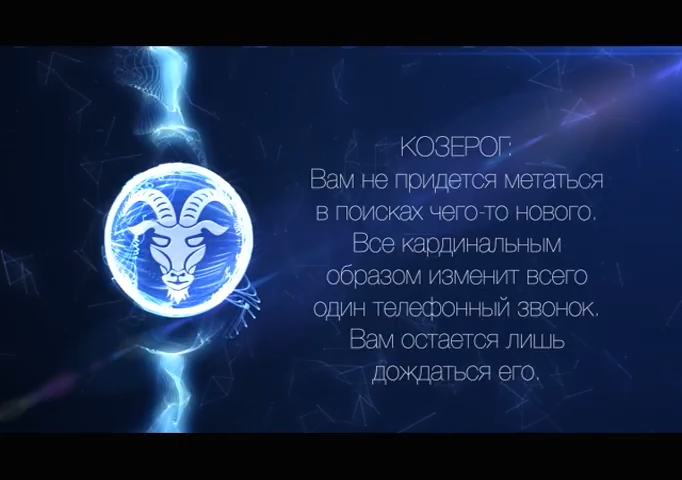 КОЗЕРОГ:
Вам не придется метаться
в поисках чего-то нового.
Все кардинальным
образом изменит всего
один телефонный звонок.
Вам остается лишь
дождаться его.